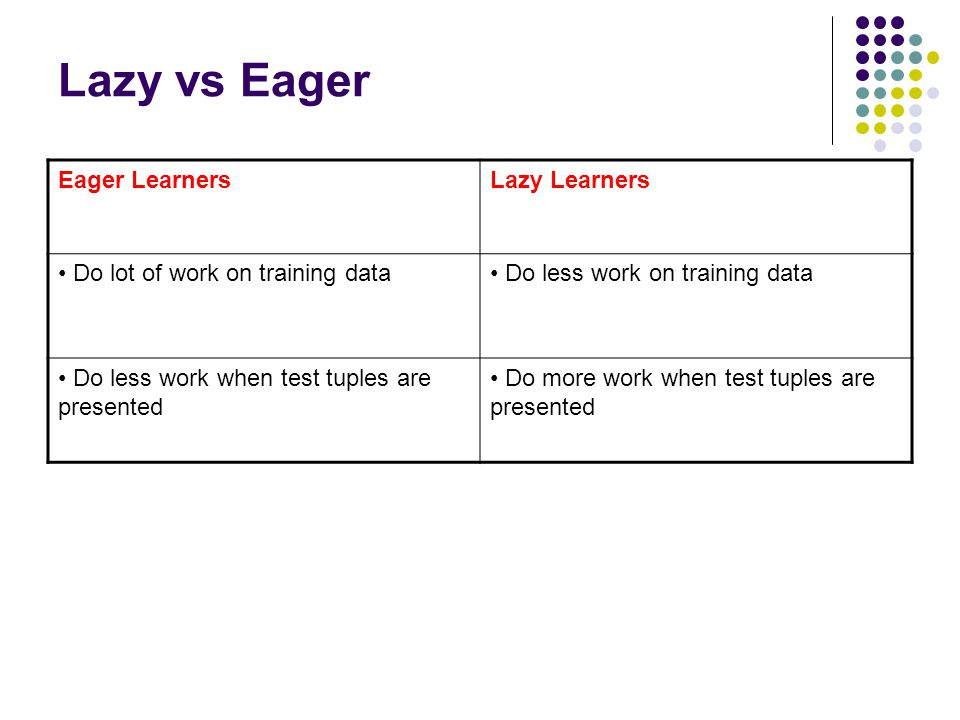 Lazy vs Eager
Eager Learners
Lazy Learners
• Do lot of work on training data
• Do less work on training data
• Do less work when test tuples are
presented
• Do more work when test tuples are
presented